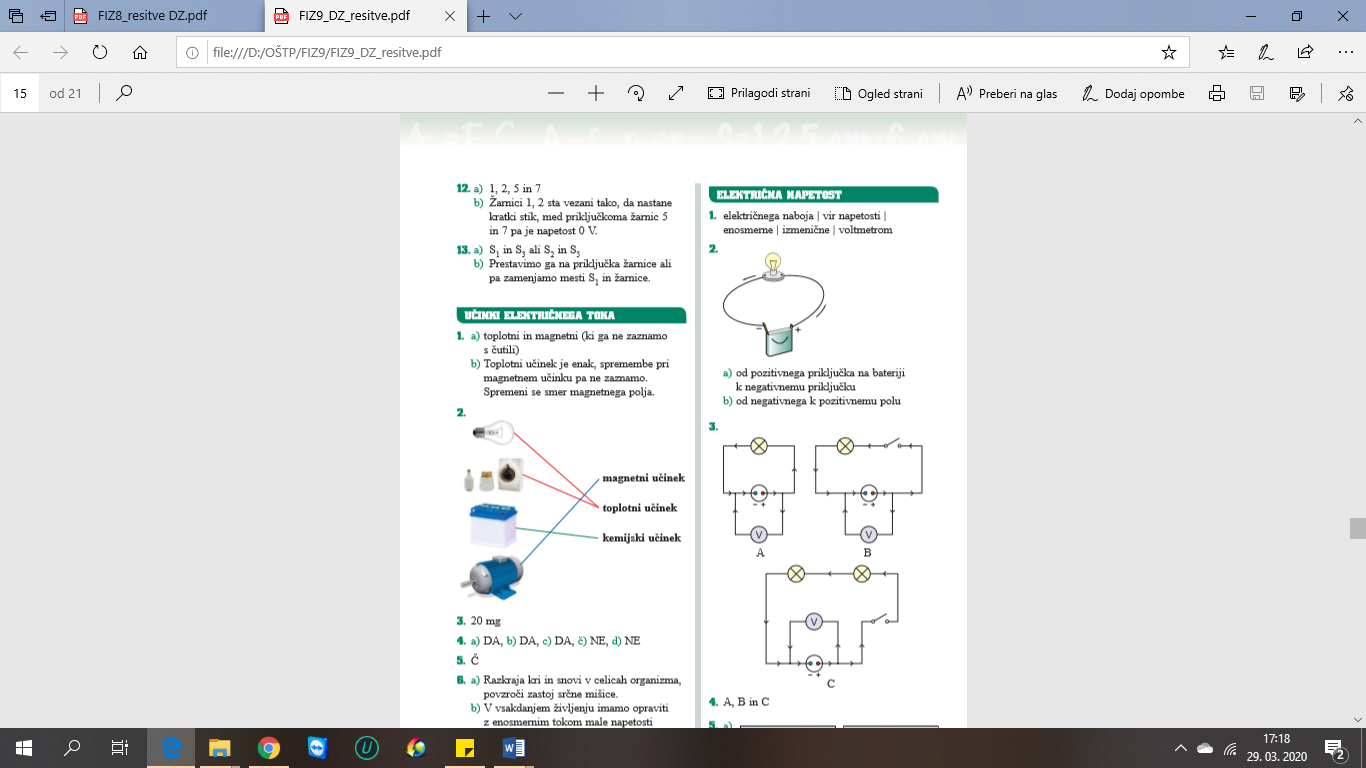 FIZ8_resitve DZ.pdf
FIZ9_DZ_resitve.pdf
file:///D:/OŠTP/FIZ9/FIZ9_DZ_resitve.pdf
15 od 21
Prilagodi strani
Ogled strani
Preberi na glas
Dodaj opombe
12. a) 1, 2, 5 in 7
b) Žarnici 1, 2 sta vezani tako, da nastane
kratki stik, med priključkoma žarnic 5
in 7 pa je napetost 0 V.
13. a) S1 in S3 ali S2 in S3
b) Prestavimo ga na priključka žarnice ali
pa zamenjamo mesti S1 in žarnice.
UČINKI ELEKTRIČNEGA TOKA
1. a) toplotni in magnetni (ki ga ne zaznamo
s čutili)
b) Toplotni učinek je enak, spremembe pri
magnetnem učinku pa ne zaznamo.
Spremeni se smer magnetnega polja.
2.
magnetni učinek
toplotni učinek
kemijski učinek
3. 20 mg
4. a) DA, b) DA, c) DA, č) NE, d) NE
5. Č
6. a) Razkraja kri in snovi v celicah organizma,
povzroči zastoj srčne mišice.
b) V vsakdanjem življenju imamo opraviti
z enosmernim tokom male napetosti
ELEKTRIČNA NAPETOST
1. električnega naboja | vir napetosti |
enosmerne | izmenične | voltmetrom
2.
− +
a) od pozitivnega priključka na bateriji
k negativnemu priključku
b) od negativnega k pozitivnemu polu
3.
− +
− +
V
V
A
B
V
− +
C
4. A, B in C
5. a)
17:18
29. 03. 2020
2